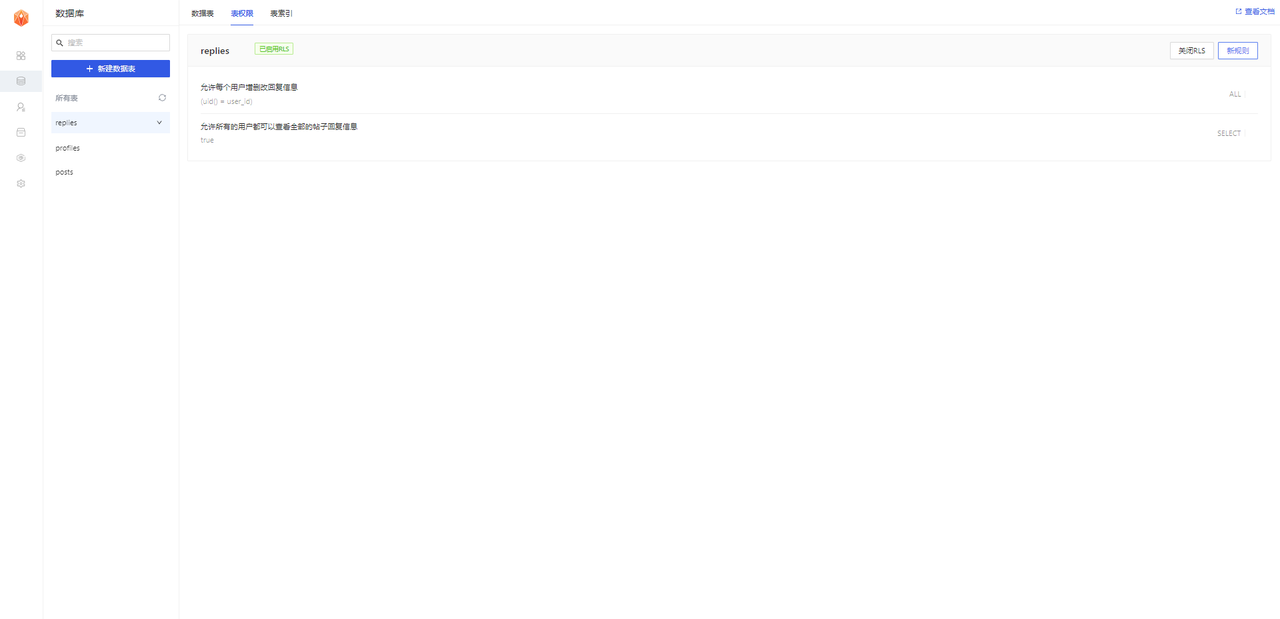 数据库
搜索
新建数据表
所有表
replies
profiles
posts
数据表 表权限 表索引
查看文档
replies 已启用RLS
关闭RLS 新规则
允许每个用户增删改回复信息
(uid() = user_id)
ALL
允许所有的用户都可以查看全部的帖子回复信息
true
SELECT